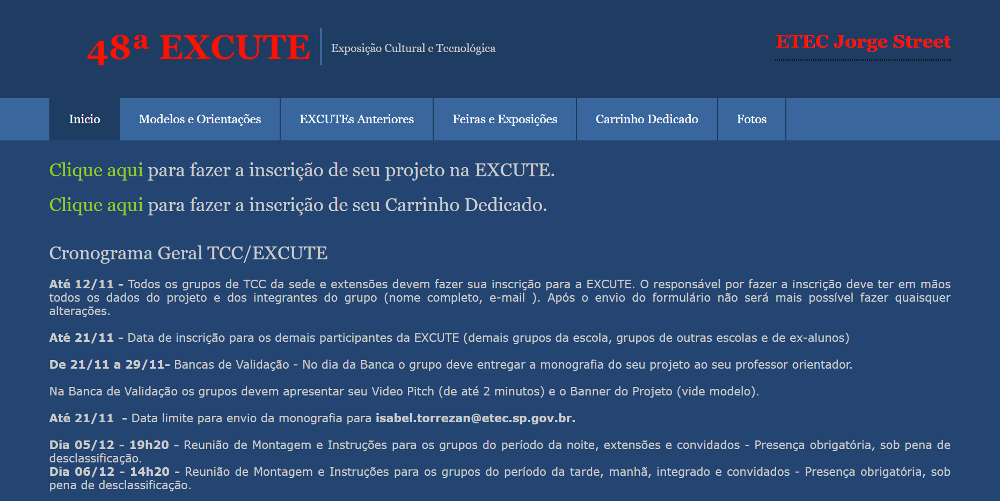 48ª EXCUTE
Exposição Cultural e Tecnológica
ETEC Jorge Street
Inicio
Modelos e Orientações
EXCUTEs Anteriores
Feiras e Exposições
Carrinho Dedicado
Fotos
Clique aqui para fazer a inscrição de seu projeto na EXCUTE.
Clique aqui para fazer a inscrição de seu Carrinho Dedicado.
Cronograma Geral TCC/EXCUTE
Até 12/11 - Todos os grupos de TCC da sede e extensões devem fazer sua inscrição para a EXCUTE. O responsável por fazer a inscrição deve ter em mãos
todos os dados do projeto e dos integrantes do grupo (nome completo, e-mail ). Após o envio do formulário não será mais possível fazer quaisquer
alterações.
Até 21/11 - Data de inscrição para os demais participantes da EXCUTE (demais grupos da escola, grupos de outras escolas e de ex-alunos)
De 21/11 a 29/11- Bancas de Validação - No dia da Banca o grupo deve entregar a monografia do seu projeto ao seu professor orientador.
Na Banca de Validação os grupos devem apresentar seu Video Pitch (de até 2 minutos) e o Banner do Projeto (vide modelo).
Até 21/11  - Data limite para envio da monografia para isabel.torrezan@etec.sp.gov.br.
Dia 05/12 - 19h20 - Reunião de Montagem e Instruções para os grupos do período da noite, extensões e convidados - Presença obrigatória, sob pena de
desclassificação.
Dia 06/12 - 14h20 - Reunião de Montagem e Instruções para os grupos do período da tarde, manhã, integrado e convidados - Presença obrigatória, sob
pena de desclassificação.